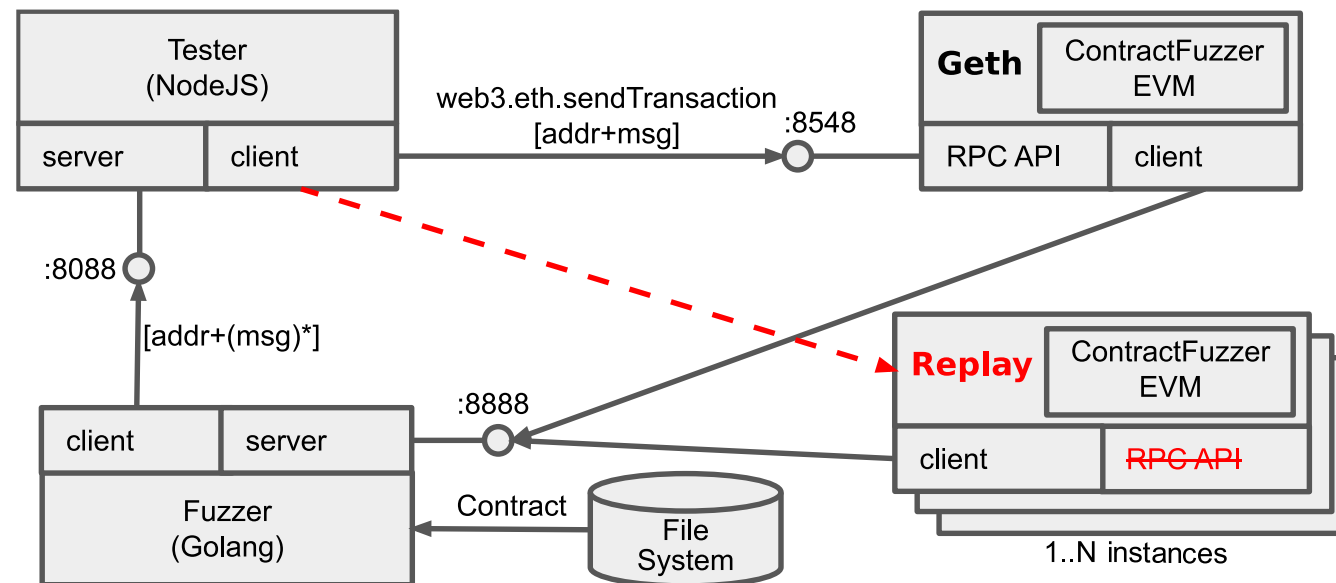 Tester
(NodeJS)
server
client
web3.eth.sendTransaction
[addr+msg]
:8548
Geth
ContractFuzzer
EVM
RPC API
client
:8088
[addr+(msg)*]
Replay
ContractFuzzer
EVM
client
RPC API
1..N instances
:8888
client
server
Fuzzer
(Golang)
Contract
File
System